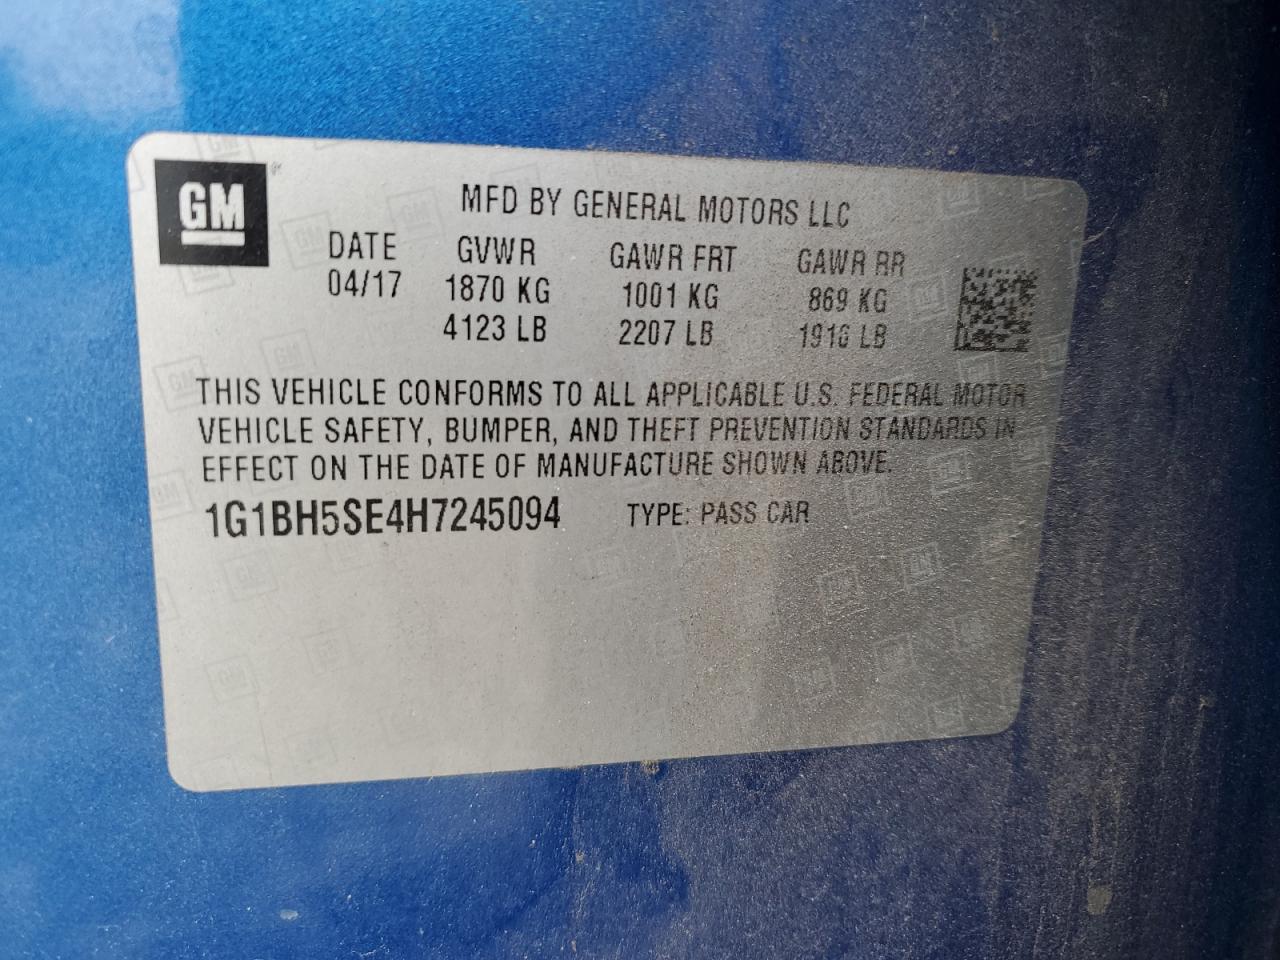 GM
MFD BY GENERAL MOTORS LLC
DATE GVWR GAWR FRT GAWR RR
04/17 1870 KG 1001 KG 869 KG
4123 LB 2207 LB 1916 LB
THIS VEHICLE CONFORMS TO ALL APPLICABLE U.S. FEDERAL MOTOR
VEHICLE SAFETY, BUMPER, AND THEFT PREVENTION STANDARDS IN
EFFECT ON THE DATE OF MANUFACTURE SHOWN ABOVE.
1G1BH5SE4H7245094 TYPE: PASS CAR